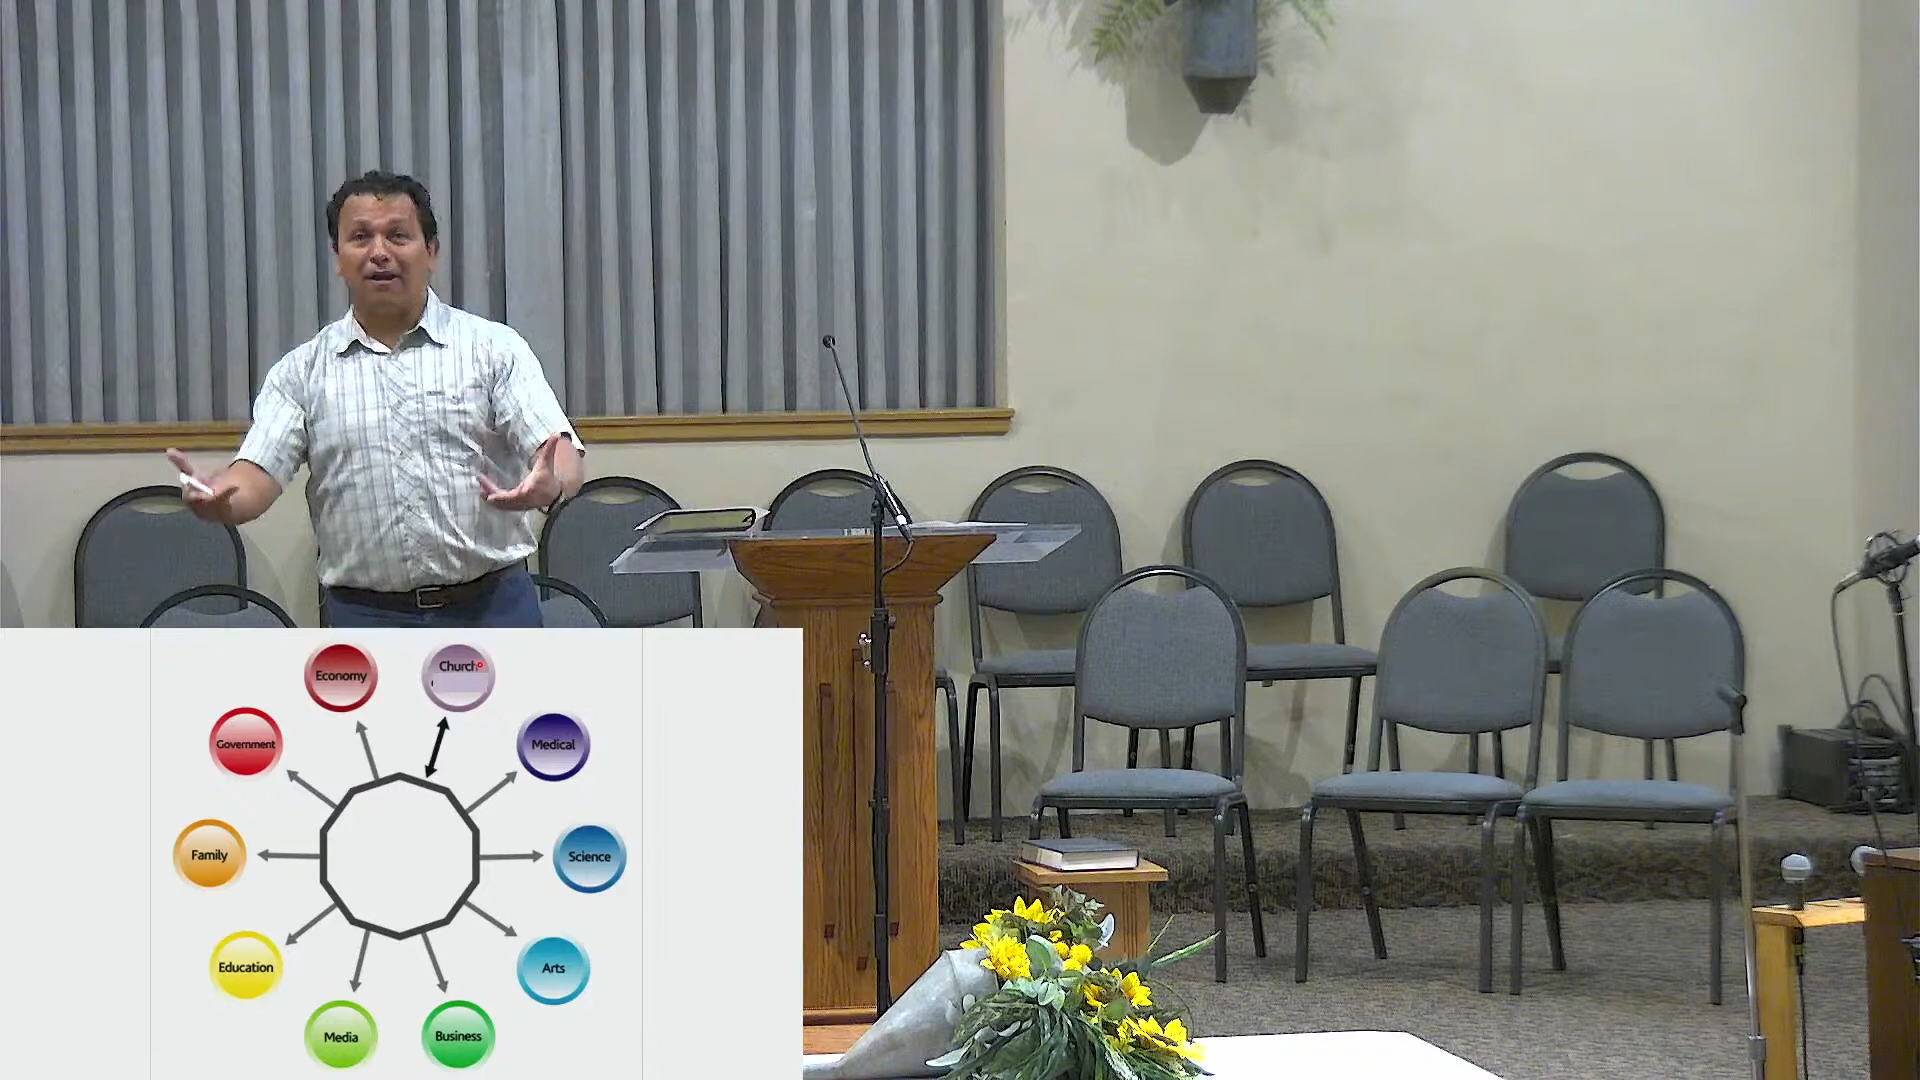 Economy
Church
Government
Medical
Family
Science
Education
Arts
Media
Business